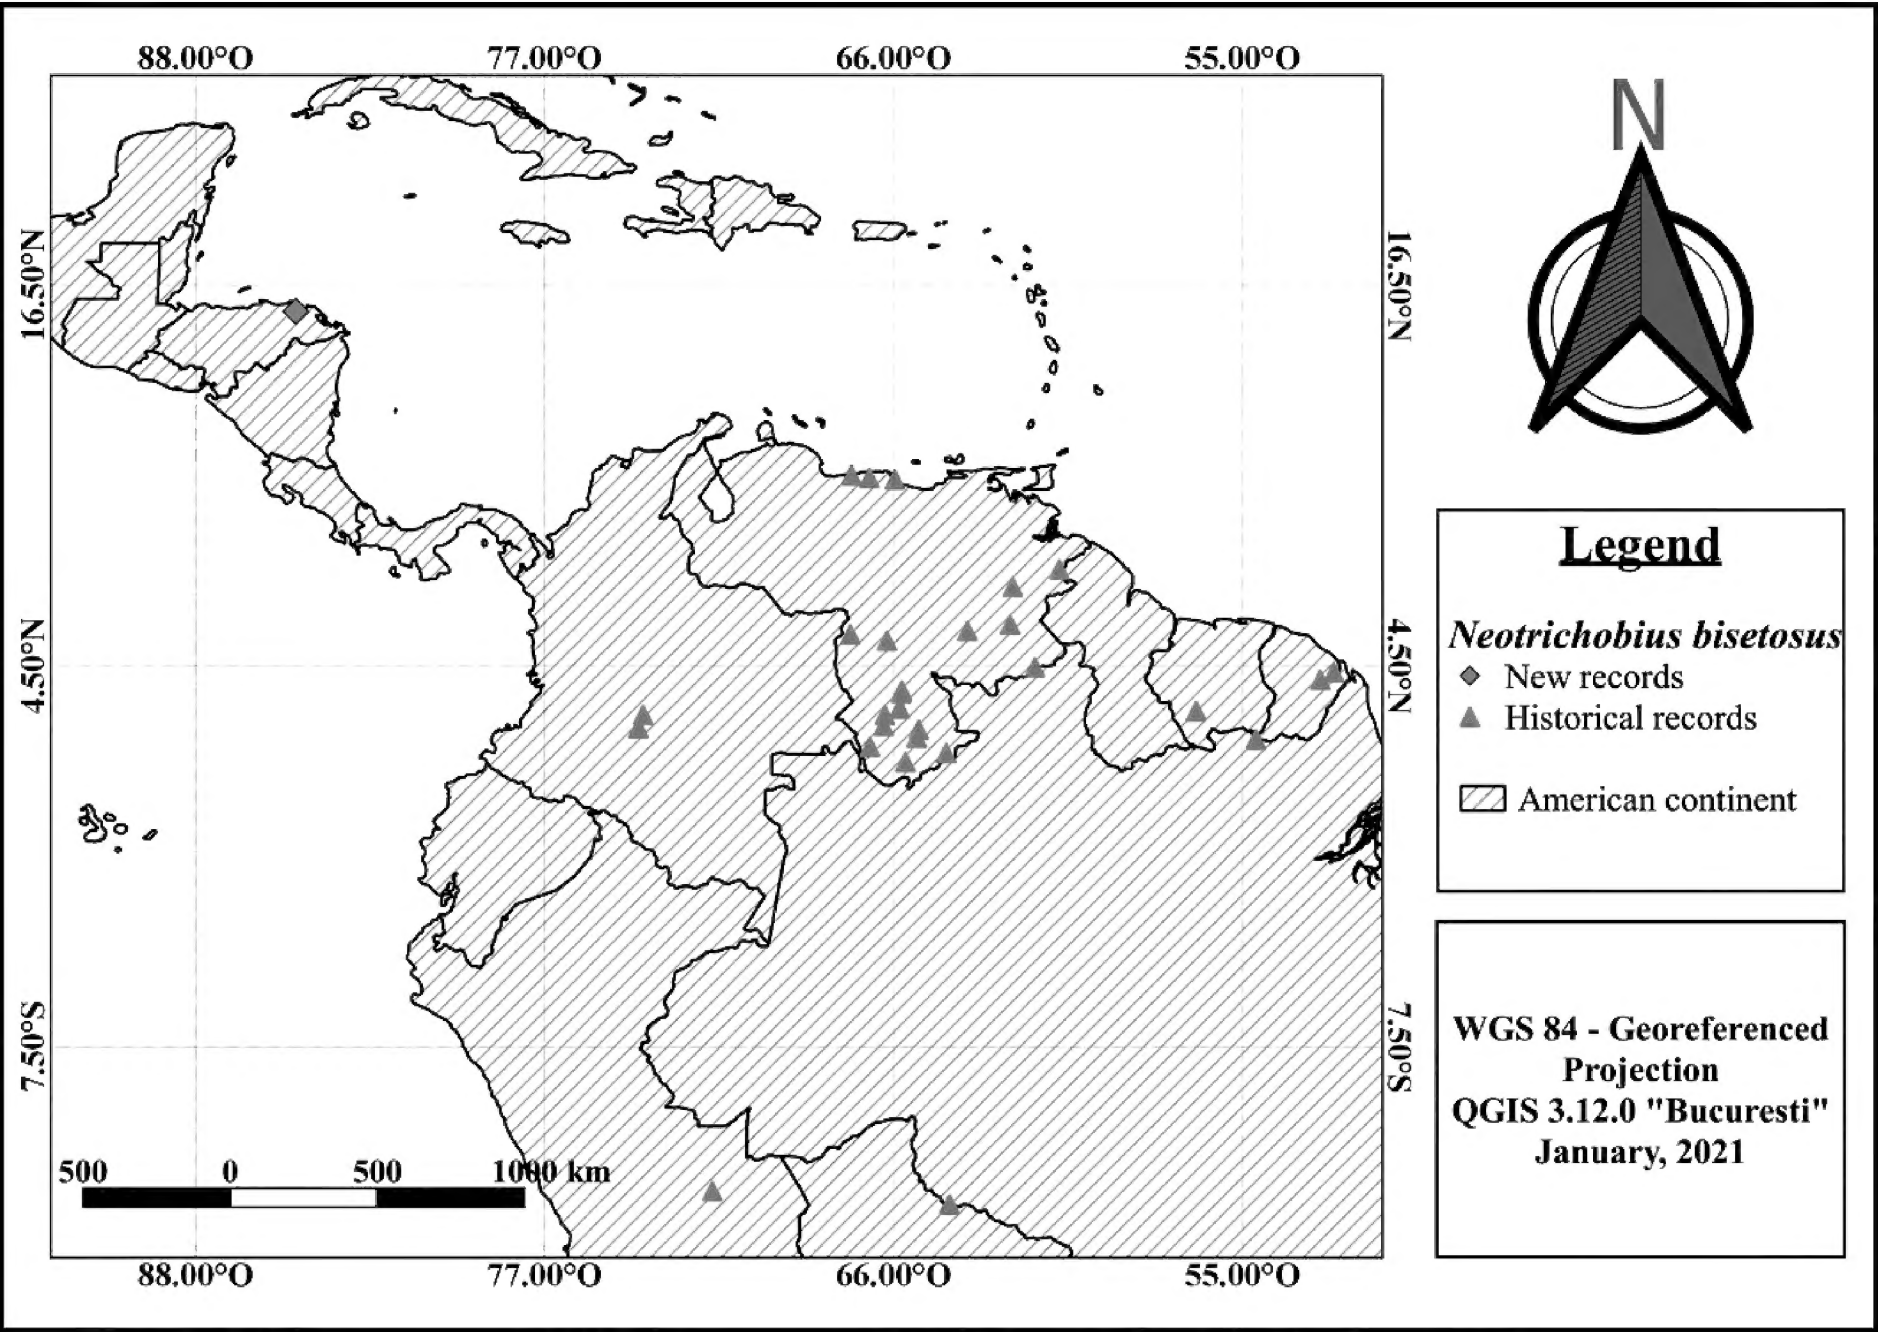 88.00°O 77.00°O 66.00°O 55.00°O
N
16.50°N
16.50°N
4.50°N
4.50°N
7.50°S
7.50°S
Legend
Neotrichobius bisetosus
New records
Historical records
American continent
WGS 84 - Georeferenced
Projection
QGIS 3.12.0 "Bucuresti"
January, 2021
500 0 500 1000 km
88.00°O 77.00°O 66.00°O 55.00°O